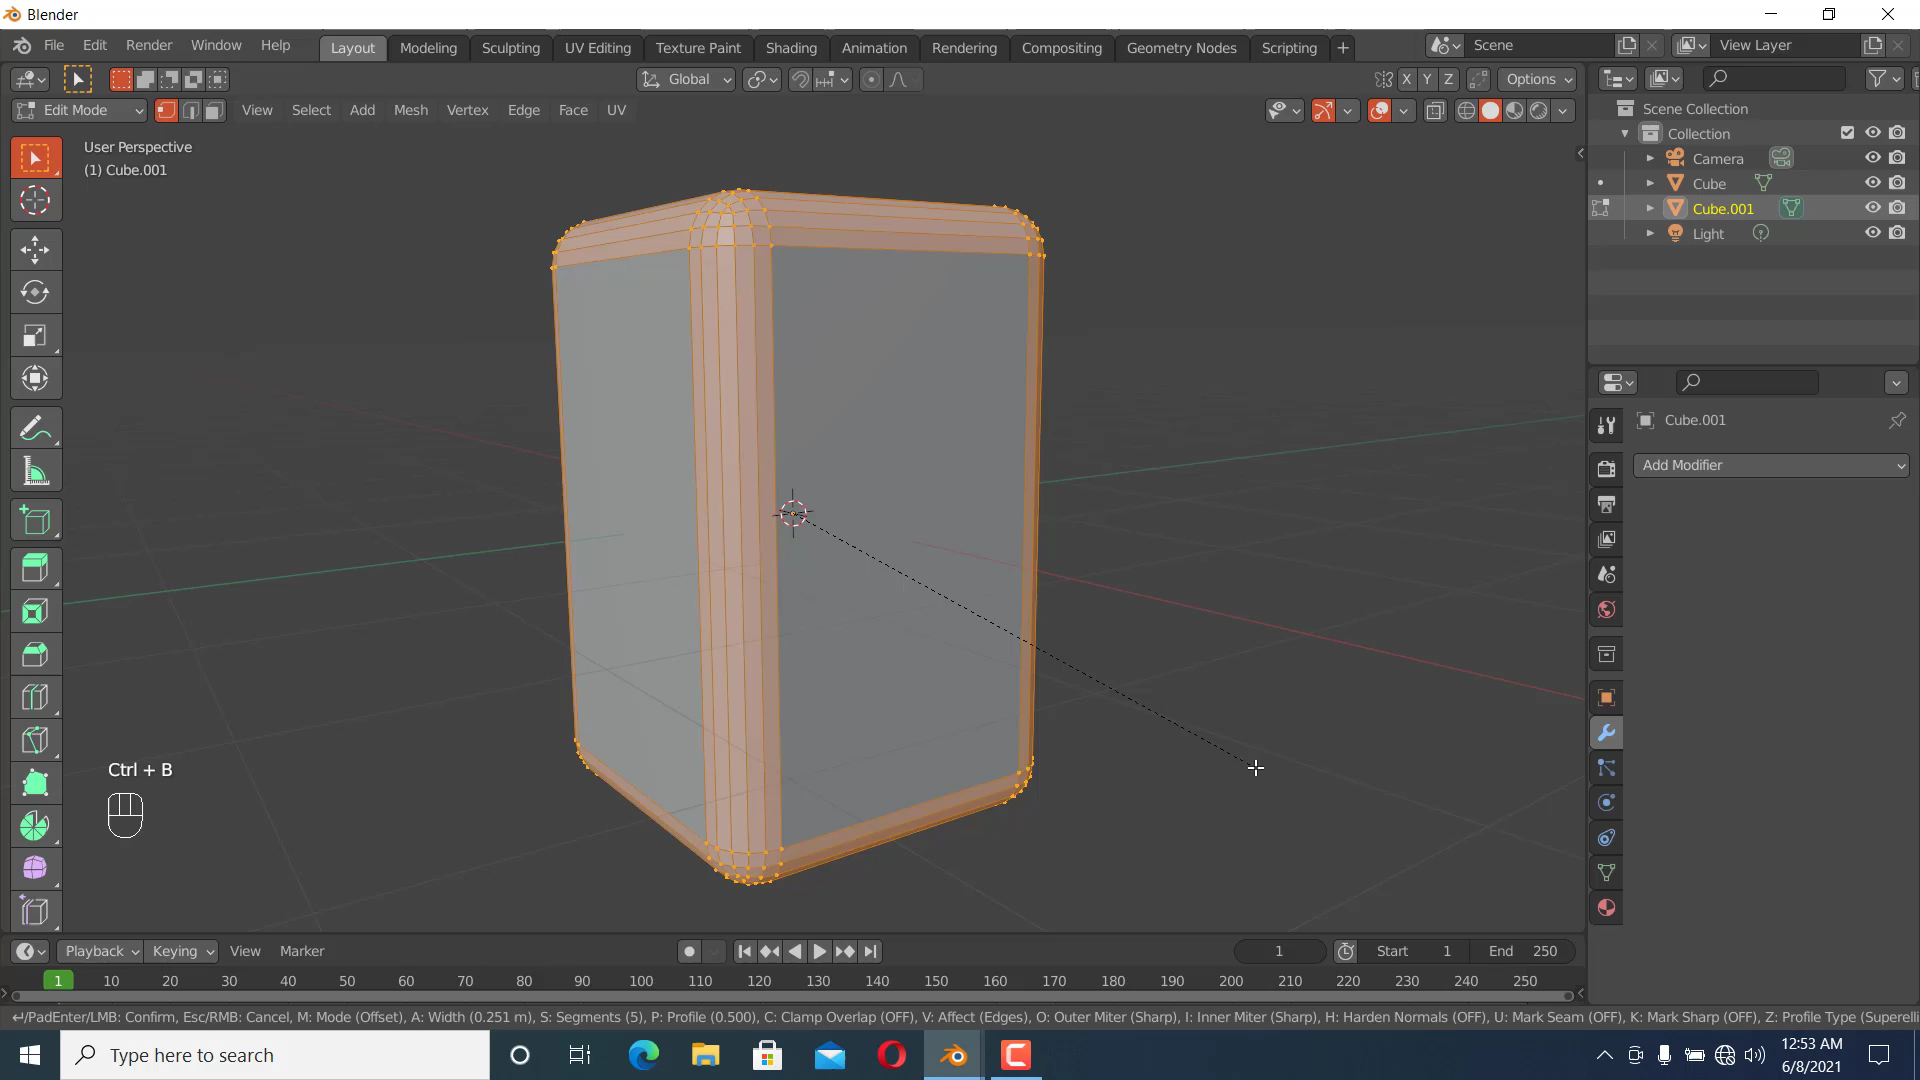 Blender
File Edit Render Window Help Layout Modeling Sculpting UV Editing Texture Paint Shading Animation Rendering Compositing Geometry Nodes Scripting + Scene View Layer
Global X Y Z Options
Edit Mode View Select Add Mesh Vertex Edge Face UV
User Perspective
(1) Cube.001
Scene Collection
Collection
Camera
Cube
Cube.001
Light
Cube.001
Add Modifier
Ctrl + B
Playback Keying View Marker 1 Start 1 End 250
1 10 20 30 40 50 60 70 80 90 100 110 120 130 140 150 160 170 180 190 200 210 220 230 240 250
↵/PadEnter/LMB: Confirm, Esc/RMB: Cancel, M: Mode (Offset), A: Width (0.251 m), S: Segments (5), P: Profile (0.500), C: Clamp Overlap (OFF), V: Affect (Edges), O: Outer Miter (Sharp), I: Inner Miter (Sharp), H: Harden Normals (OFF), U: Mark Seam (OFF), K: Mark Sharp (OFF), Z: Profile Type (Superelli
Type here to search
12:53 AM
6/8/2021